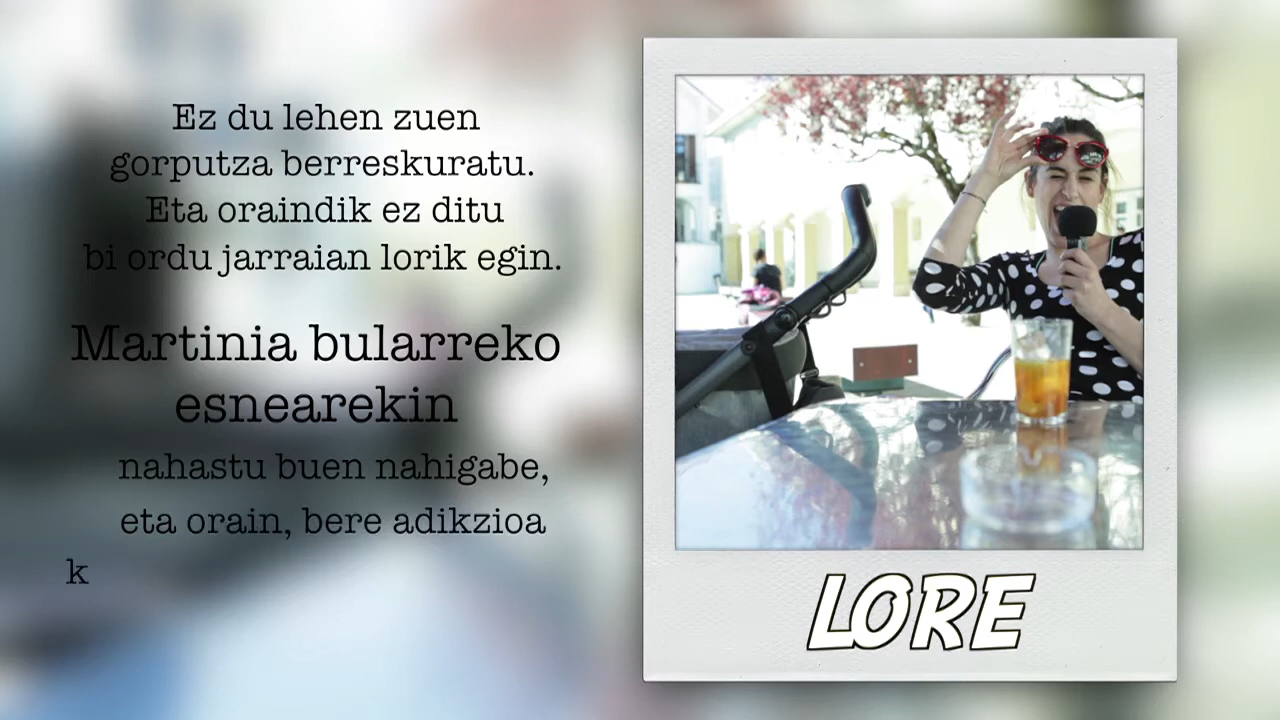 Ez du lehen zuen
gorputza berreskuratu.
Eta oraindik ez ditu
bi ordu jarraian lorik egin.
Martinia bularreko
esnearekin
nahastu buen nahigabe,
eta orain, bere adikzioa
k
LORE